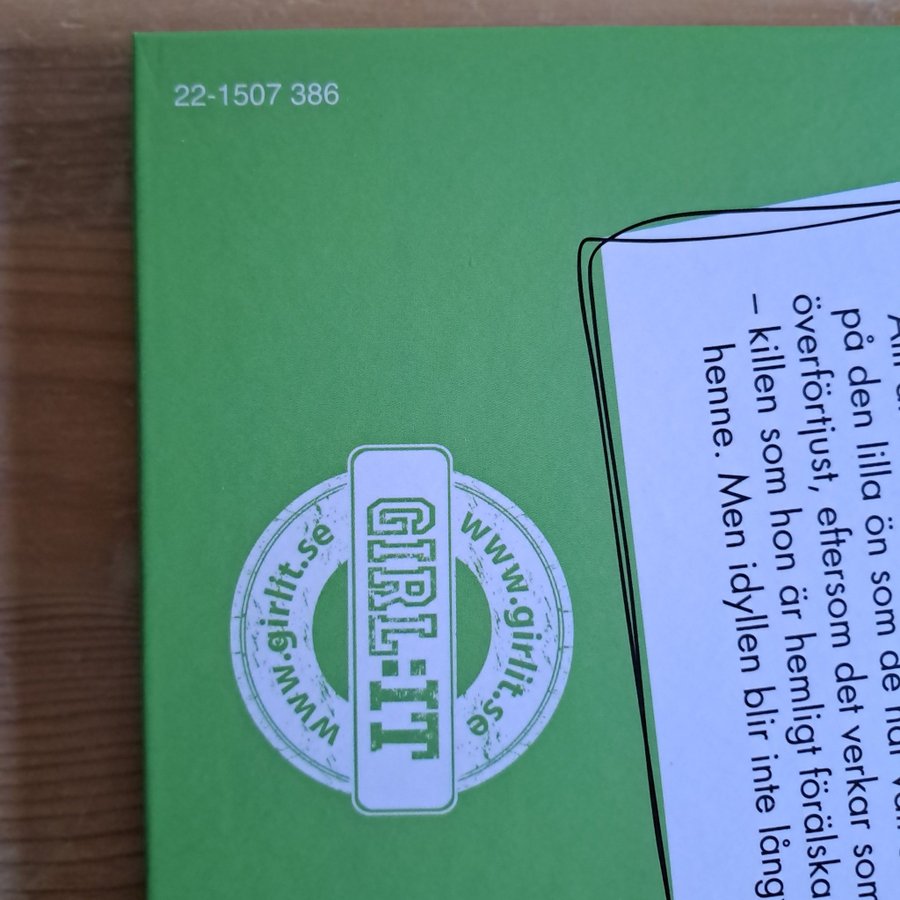 22-1507 386
på den lilla ön som de har
överförtjust, eftersom det verkar som
– killen som hon är hemligt förälska
henne. Men idyllen blir inte lång
www.girlit.se
GIRL:IT
www.girlit.se